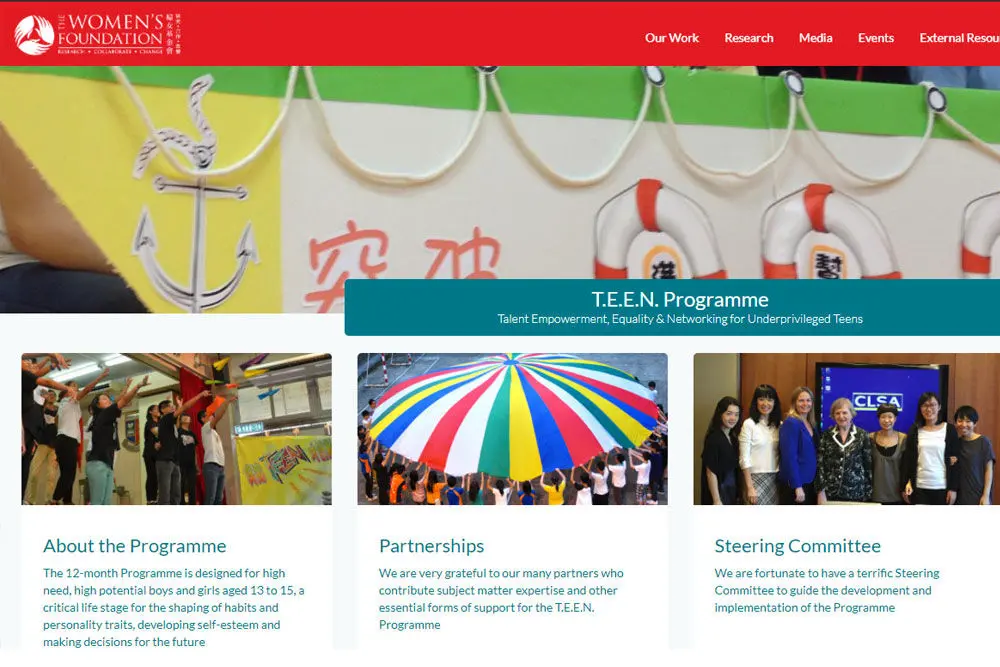 THE WOMEN'S FOUNDATION
RESEARCH • COLLABORATE • CHANGE
婦女基金會
Our Work
Research
Media
Events
External Resou
突破
T.E.E.N. Programme
Talent Empowerment, Equality & Networking for Underprivileged Teens
TEEN
CLSA
About the Programme
The 12-month Programme is designed for high
need, high potential boys and girls aged 13 to 15, a
critical life stage for the shaping of habits and
personality traits, developing self-esteem and
making decisions for the future
Partnerships
We are very grateful to our many partners who
contribute subject matter expertise and other
essential forms of support for the T.E.E.N.
Programme
Steering Committee
We are fortunate to have a terrific Steering
Committee to guide the development and
implementation of the Programme